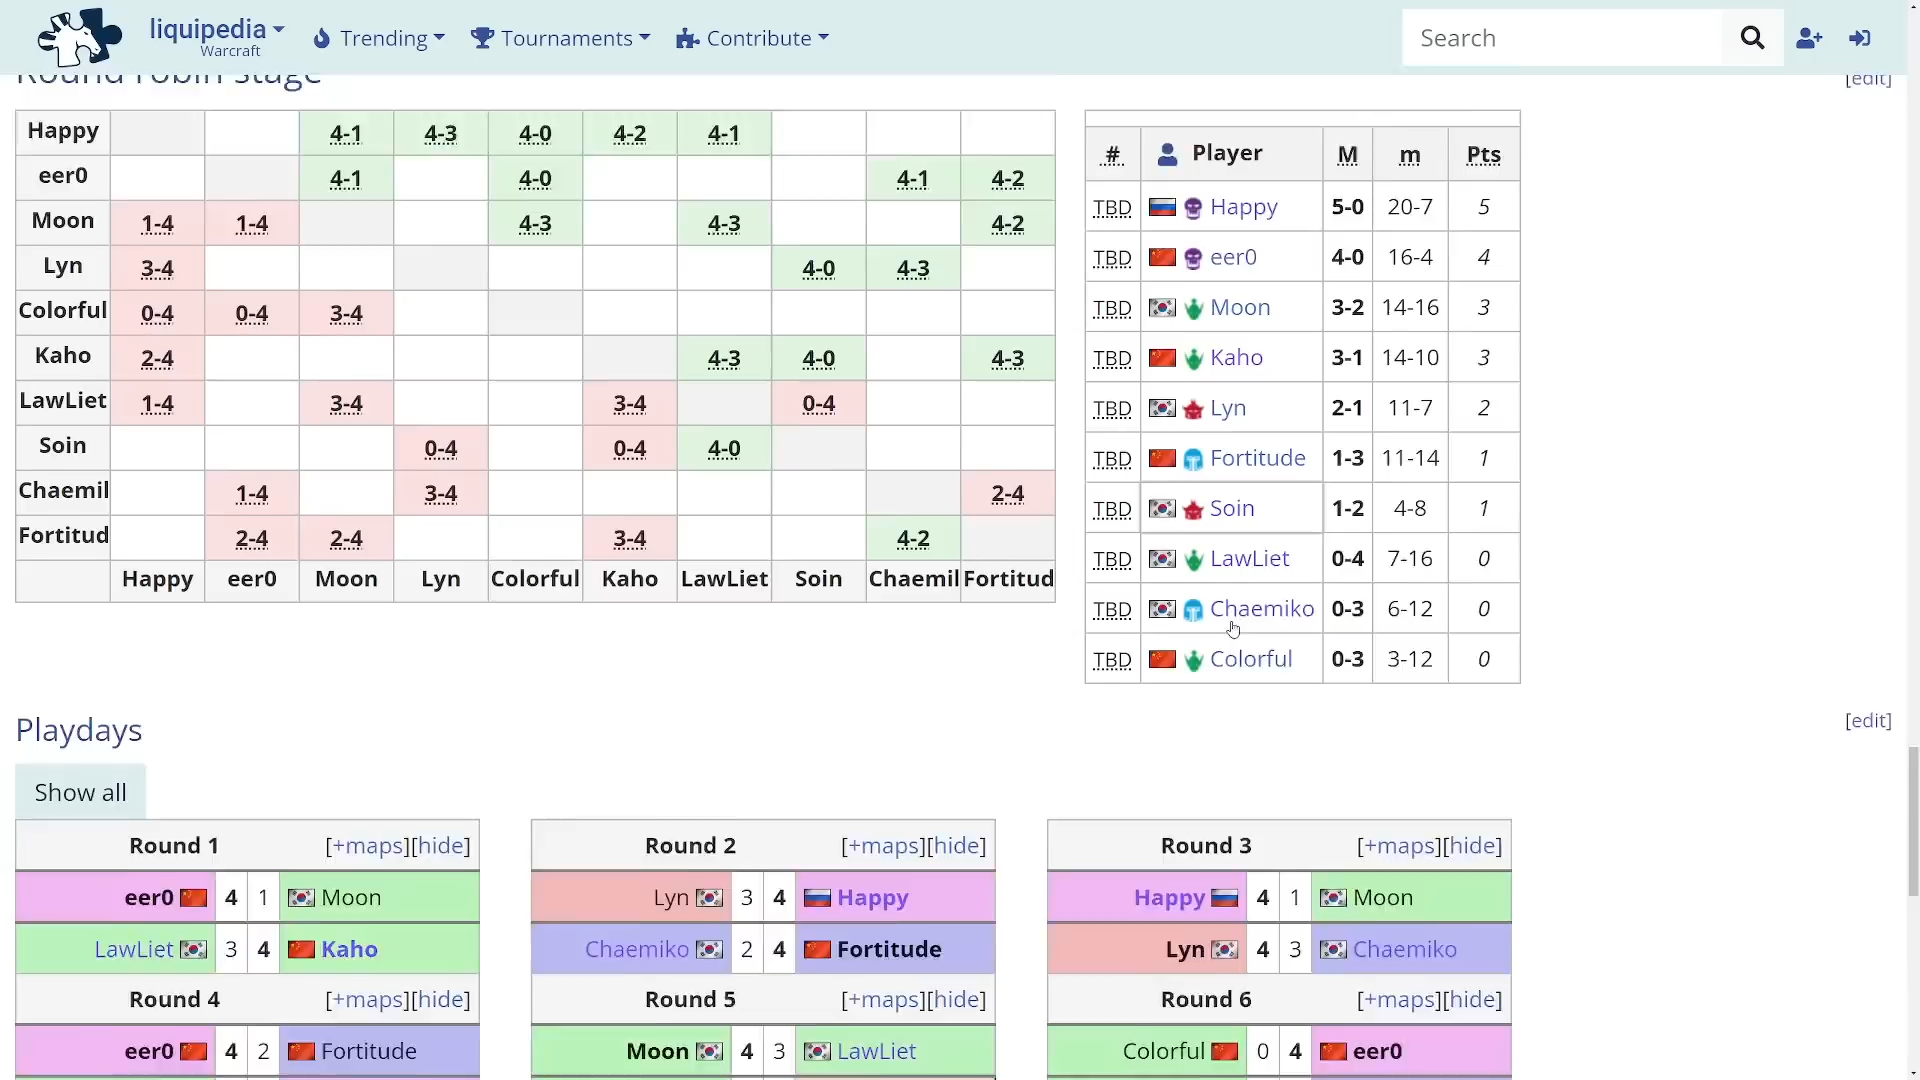 liquipedia
Warcraft
Trending
Tournaments
Contribute
Search
Round robin stage
[edit]
Happy 4-1 4-3 4-0 4-2 4-1
eer0 4-1 4-0 4-1 4-2
Moon 1-4 1-4 4-3 4-3 4-2
Lyn 3-4 4-0 4-3
Colorful 0-4 0-4 3-4
Kaho 2-4 4-3 4-0 4-3
LawLiet 1-4 3-4 3-4 0-4
Soin 0-4 0-4 4-0
Chaemil 1-4 3-4 2-4
Fortitud 2-4 2-4 3-4 4-2
Happy eer0 Moon Lyn Colorful Kaho LawLiet Soin Chaemil Fortitud
# Player M m Pts
TBD Happy 5-0 20-7 5
TBD eer0 4-0 16-4 4
TBD Moon 3-2 14-16 3
TBD Kaho 3-1 14-10 3
TBD Lyn 2-1 11-7 2
TBD Fortitude 1-3 11-14 1
TBD Soin 1-2 4-8 1
TBD LawLiet 0-4 7-16 0
TBD Chaemiko 0-3 6-12 0
TBD Colorful 0-3 3-12 0
Playdays
[edit]
Show all
Round 1 [+maps][hide]
eer0 4 1 Moon
LawLiet 3 4 Kaho
Round 2 [+maps][hide]
Lyn 3 4 Happy
Chaemiko 2 4 Fortitude
Round 3 [+maps][hide]
Happy 4 1 Moon
Lyn 4 3 Chaemiko
Round 4 [+maps][hide]
eer0 4 2 Fortitude
Round 5 [+maps][hide]
Moon 4 3 LawLiet
Round 6 [+maps][hide]
Colorful 0 4 eer0